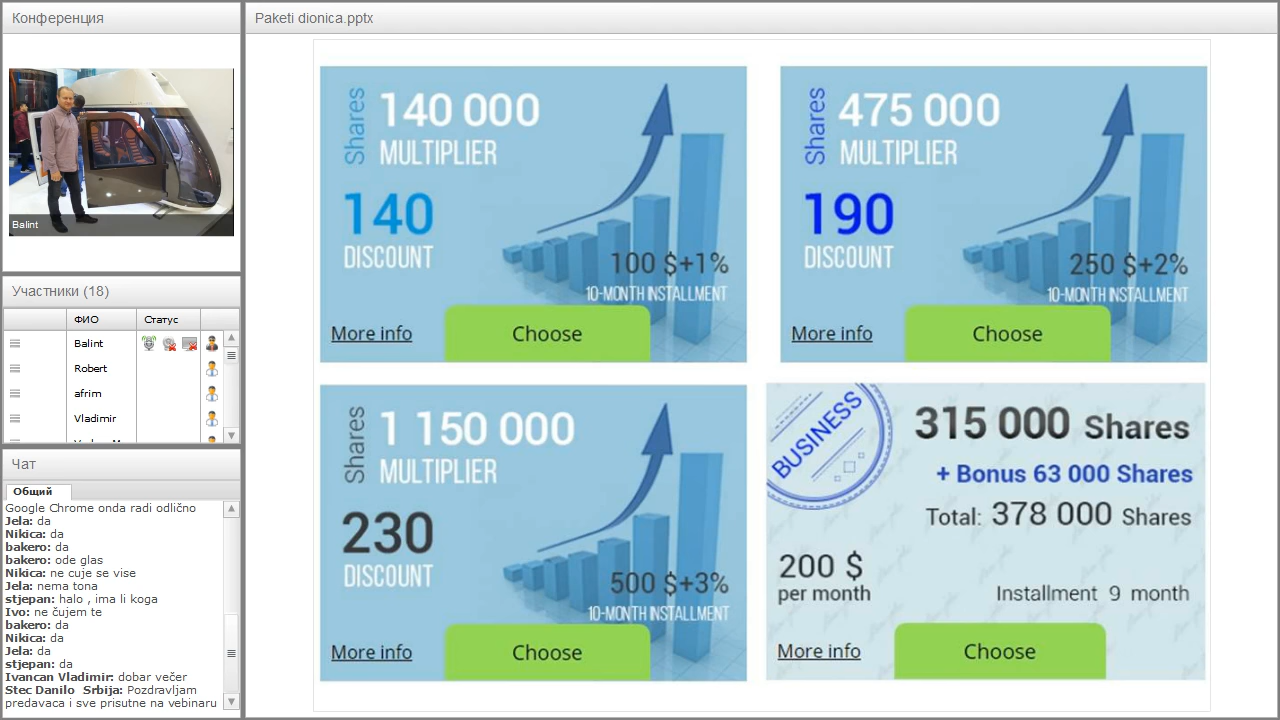 Конференция
Balint
Участники (18)
ФИО
Статус
Balint
Robert
afrim
Vladimir
Чат
Общий
Google Chrome onda radi odlično
Jela: da
Nikica: da
bakero: da
bakero: ode glas
Nikica: ne cuje se vise
Jela: nema tona
stjepan: halo , ima li koga
Ivo: ne čujem te
bakero: da
Nikica: da
Jela: da
stjepan: da
Ivancan Vladimir: dobar večer
Stec Danilo Srbija: Pozdravljam
predavaca i sve prisutne na vebinaru
Paketi dionica.pptx
Shares
140 000
MULTIPLIER
140
DISCOUNT
100 $+1%
10-MONTH INSTALLMENT
More info
Choose
Shares
475 000
MULTIPLIER
190
DISCOUNT
250 $+2%
10-MONTH INSTALLMENT
More info
Choose
Shares
1 150 000
MULTIPLIER
230
DISCOUNT
500 $+3%
10-MONTH INSTALLMENT
More info
Choose
BUSINESS
315 000 Shares
+ Bonus 63 000 Shares
Total: 378 000 Shares
200 $
per month
Installment 9 month
More info
Choose